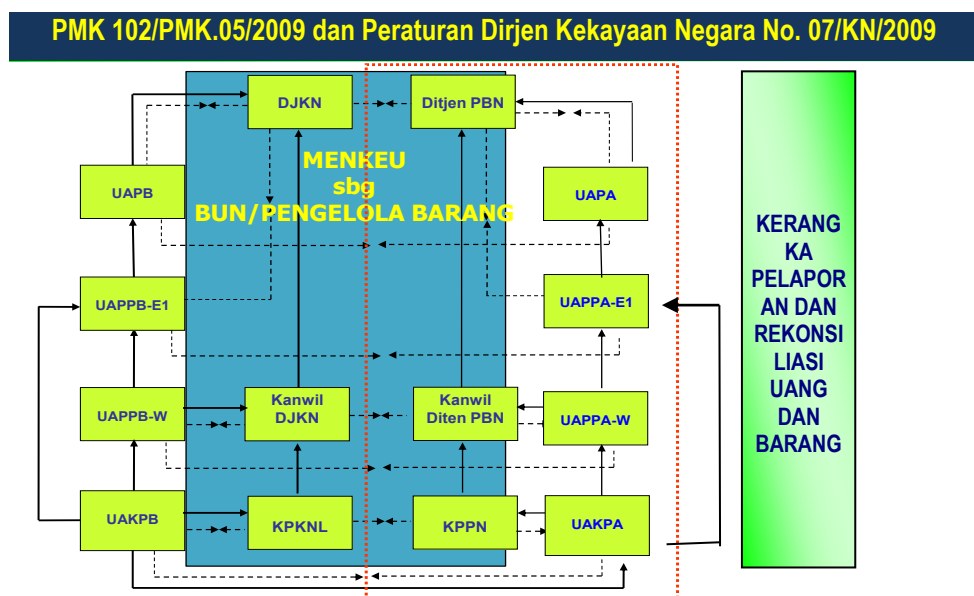 PMK 102/PMK.05/2009 dan Peraturan Dirjen Kekayaan Negara No. 07/KN/2009
DJKN
Ditjen PBN
MENKEU
sbg
BUN/PENGELOLA BARANG
UAPB
UAPA
UAPPB-E1
UAPPA-E1
UAPPB-W
Kanwil
DJKN
Kanwil
Diten PBN
UAPPA-W
UAKPB
KPKNL
KPPN
UAKPA
KERANG
KA
PELAPOR
AN DAN
REKONSI
LIASI
UANG
DAN
BARANG